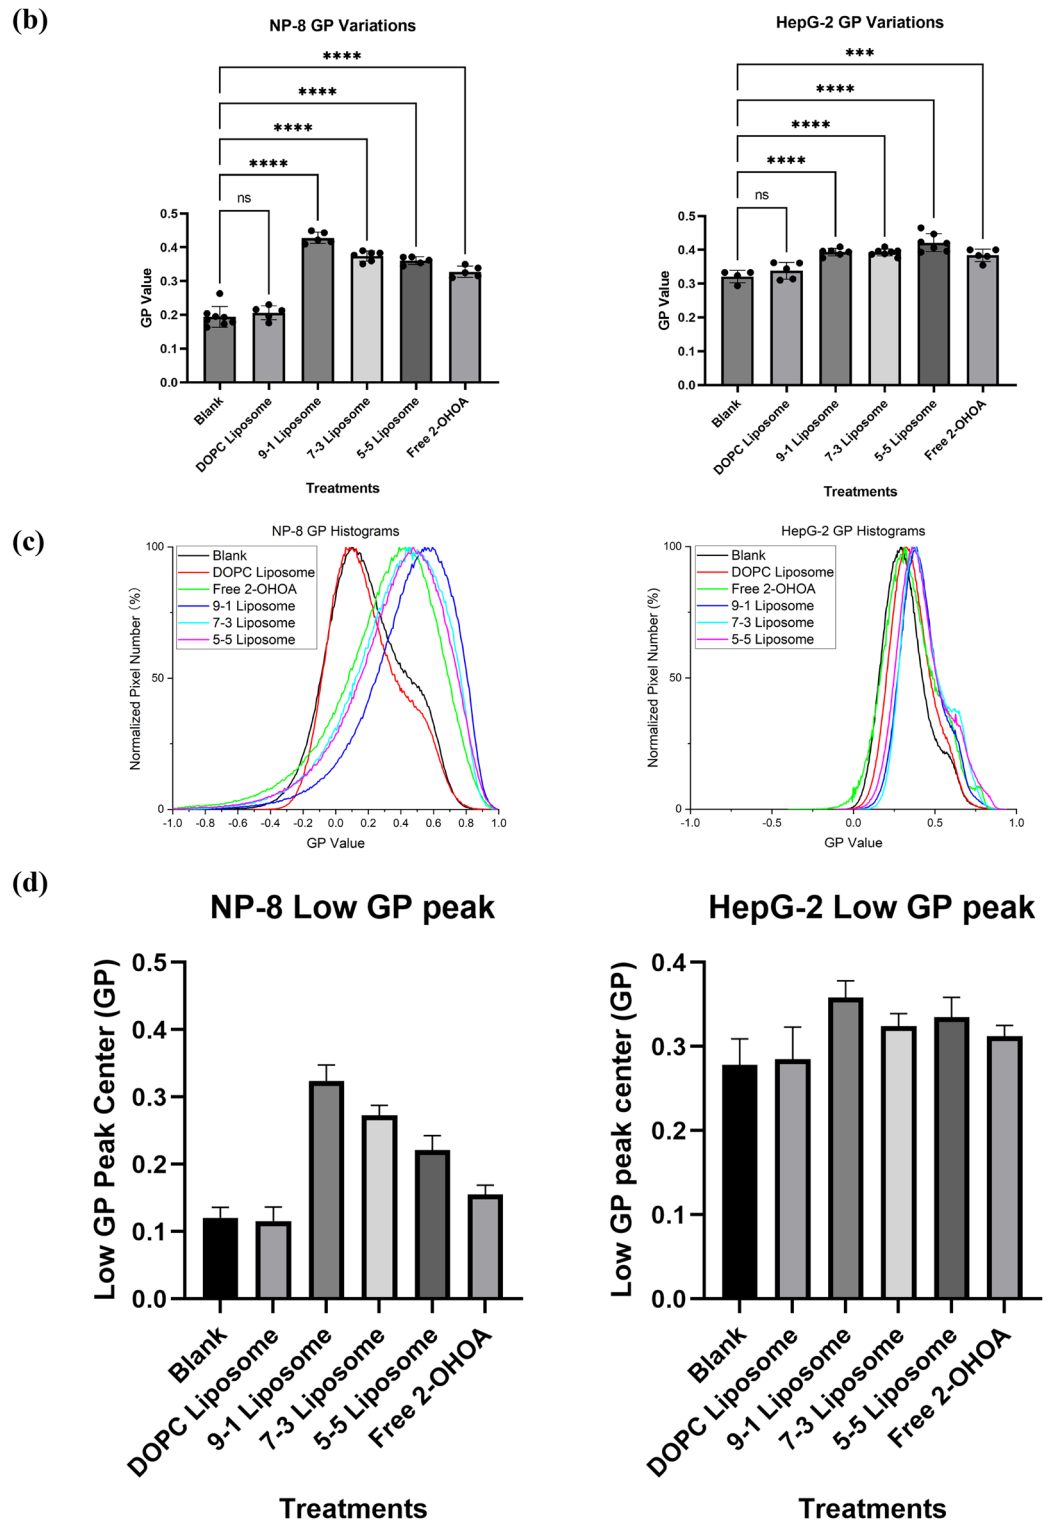 (b)
NP-8 GP Variations
****
****
****
****
ns
GP Value
0.5
0.4
0.3
0.2
0.1
0.0
Blank
DOPC Liposome
9-1 Liposome
7-3 Liposome
5-5 Liposome
Free 2-OHOA
Treatments
HepG-2 GP Variations
***
****
****
****
ns
GP Value
0.5
0.4
0.3
0.2
0.1
0.0
Blank
DOPC Liposome
9-1 Liposome
7-3 Liposome
5-5 Liposome
Free 2-OHOA
Treatments
(c)
NP-8 GP Histograms
Normalized Pixel Number (%)
100
50
0
Blank
DOPC Liposome
Free 2-OHOA
9-1 Liposome
7-3 Liposome
5-5 Liposome
-1.0 -0.8 -0.6 -0.4 -0.2 0.0 0.2 0.4 0.6 0.8 1.0
GP Value
HepG-2 GP Histograms
Normalized Pixel Number (%)
100
50
0
Blank
DOPC Liposome
Free 2-OHOA
9-1 Liposome
7-3 Liposome
5-5 Liposome
-1.0 -0.5 0.0 0.5 1.0
GP Value
(d)
NP-8 Low GP peak
Low GP Peak Center (GP)
0.5
0.4
0.3
0.2
0.1
0.0
Blank
DOPC Liposome
9-1 Liposome
7-3 Liposome
5-5 Liposome
Free 2-OHOA
Treatments
HepG-2 Low GP peak
Low GP peak center (GP)
0.4
0.3
0.2
0.1
0.0
Blank
DOPC Liposome
9-1 Liposome
7-3 Liposome
5-5 Liposome
Free 2-OHOA
Treatments